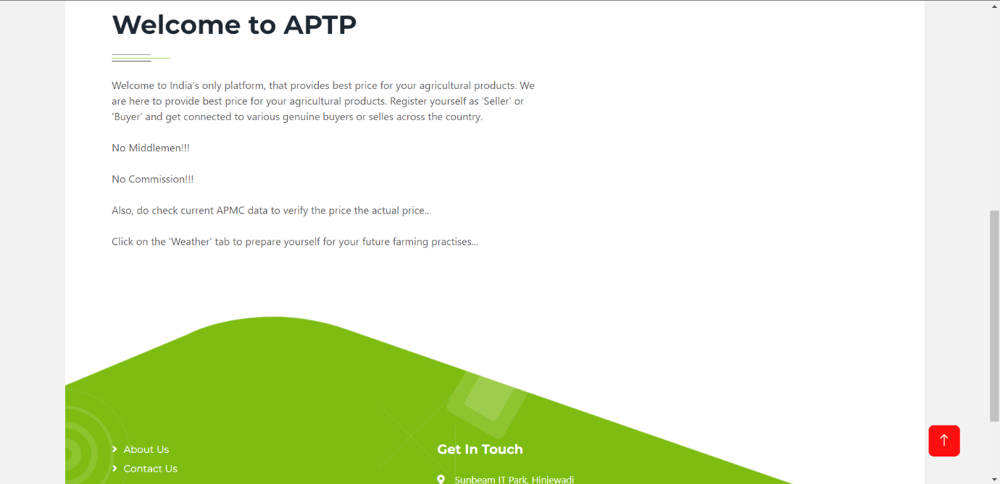 Welcome to APTP
Welcome to India's only platform, that provides best price for your agricultural products. We
are here to provide best price for your agricultural products. Register yourself as 'Seller' or
'Buyer' and get connected to various genuine buyers or selles across the country.
No Middlemen!!!
No Commission!!!
Also, do check current APMC data to verify the price the actual price..
Click on the 'Weather' tab to prepare yourself for your future farming practises...
About Us
Contact Us
Get In Touch
Sunbeam IT Park, Hinjewadi